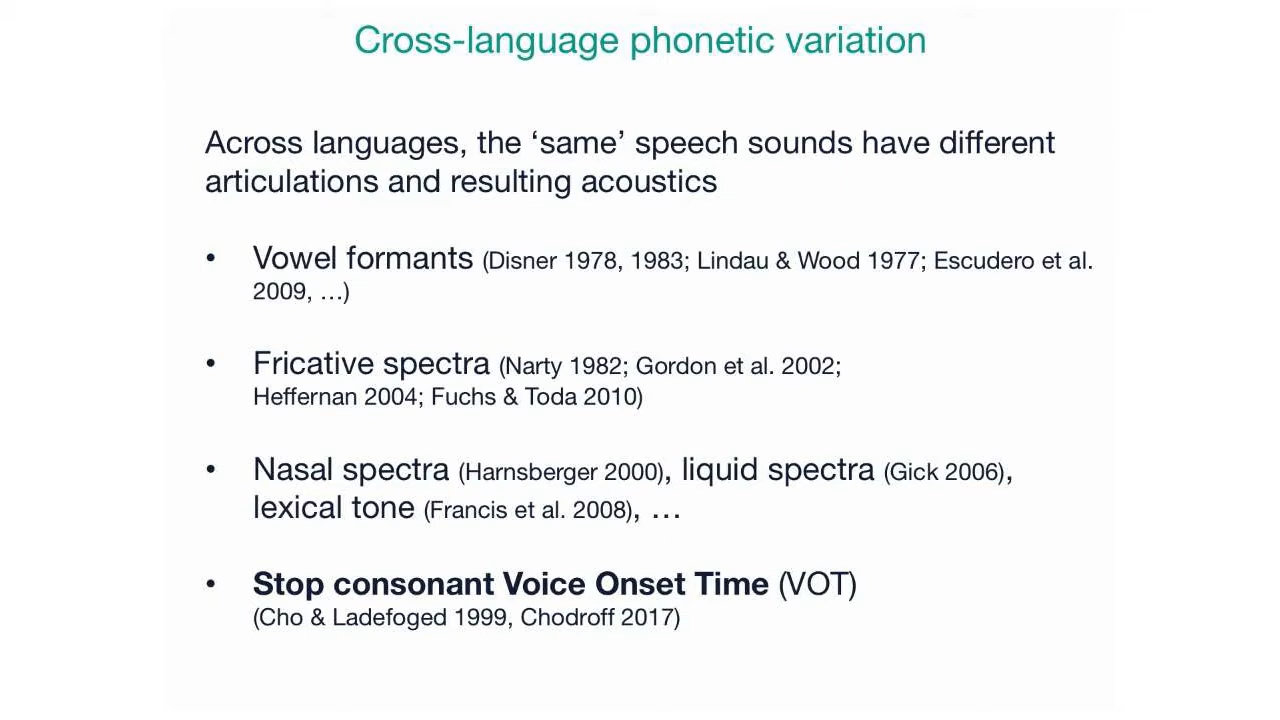 Cross-language phonetic variation
Across languages, the ‘same’ speech sounds have different
articulations and resulting acoustics
• Vowel formants (Disner 1978, 1983; Lindau & Wood 1977; Escudero et al.
2009, …)
• Fricative spectra (Narty 1982; Gordon et al. 2002;
Heffernan 2004; Fuchs & Toda 2010)
• Nasal spectra (Harnsberger 2000), liquid spectra (Gick 2006),
lexical tone (Francis et al. 2008), …
• Stop consonant Voice Onset Time (VOT)
(Cho & Ladefoged 1999, Chodroff 2017)